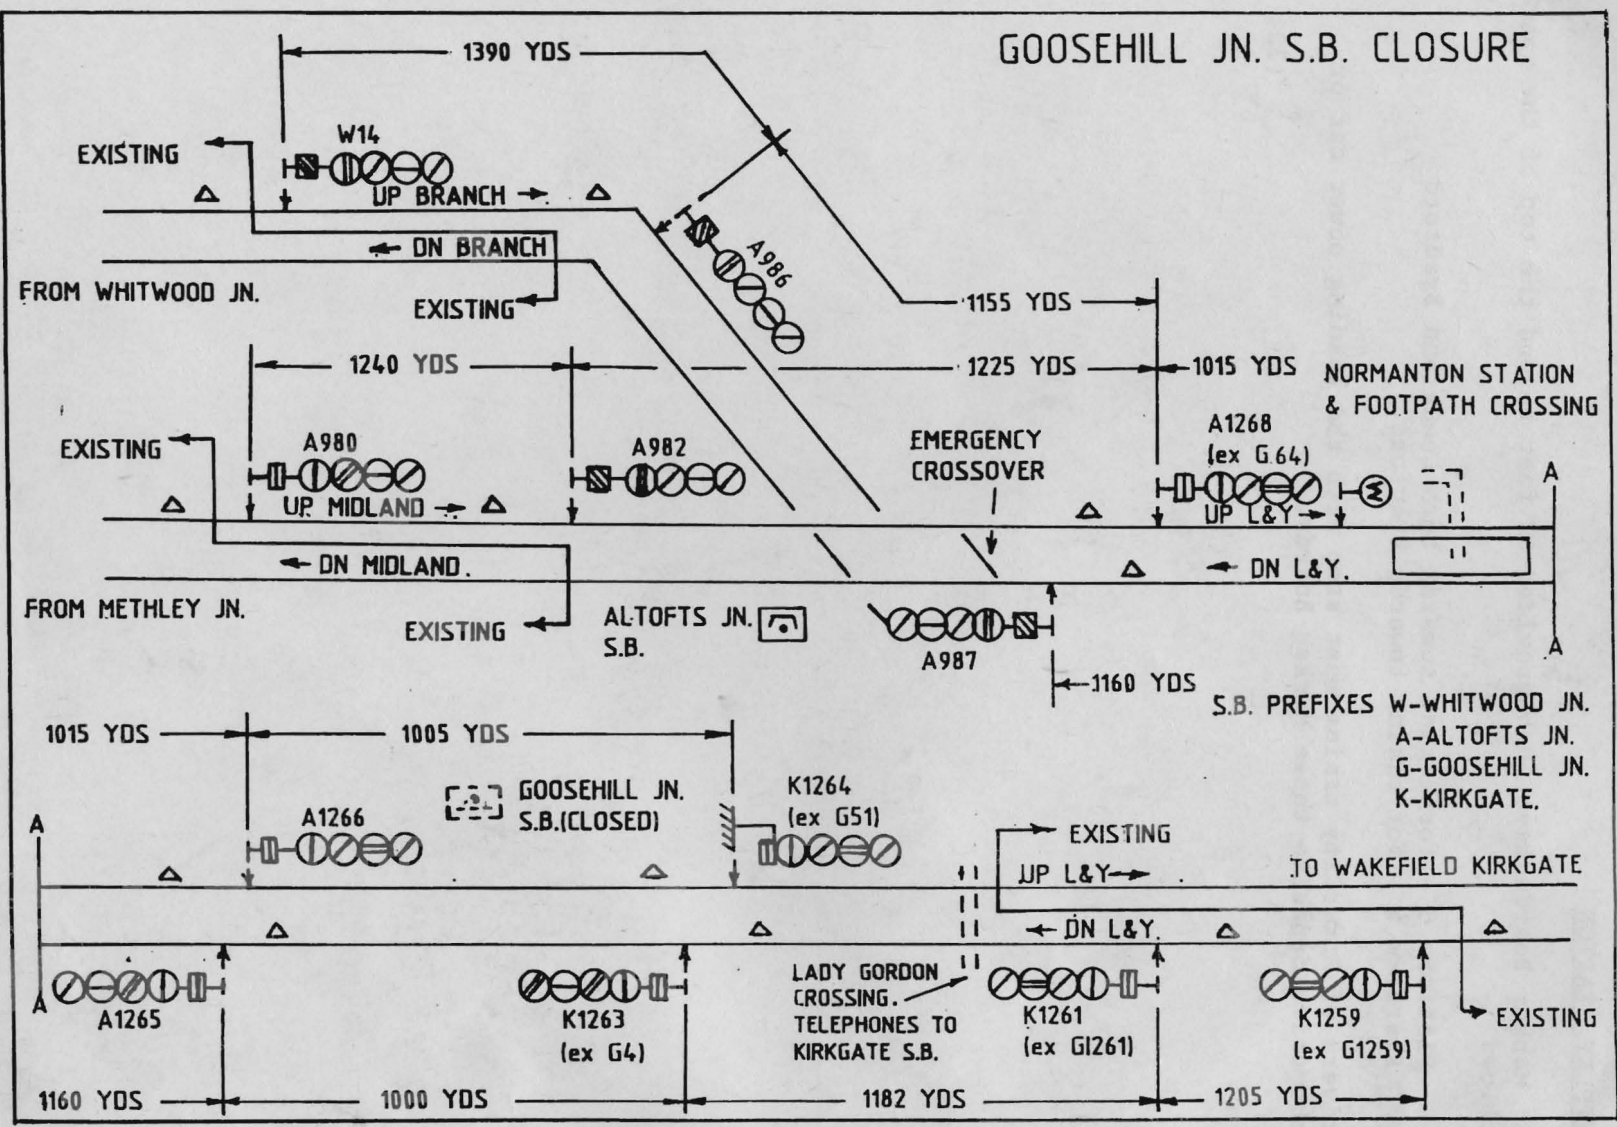 GOOSEHILL JN. S.B. CLOSURE
1390 YDS
EXISTING
W14
UP BRANCH
DN BRANCH
FROM WHITWOOD JN.
EXISTING
A986
1155 YDS
1240 YDS
1225 YDS
1015 YDS
NORMANTON STATION
& FOOTPATH CROSSING
EXISTING
A980
UP MIDLAND
A982
EMERGENCY
CROSSOVER
A1268
(ex G.64)
UP L&Y
A
DN MIDLAND.
DN L&Y.
FROM METHLEY JN.
EXISTING
ALTOFTS JN.
S.B.
A987
A
1160 YDS
S.B. PREFIXES W-WHITWOOD JN.
A-ALTOFTS JN.
G-GOOSEHILL JN.
K-KIRKGATE.
1015 YDS
1005 YDS
A
A1266
GOOSEHILL JN.
S.B.(CLOSED)
K1264
(ex G51)
EXISTING
UP L&Y
TO WAKEFIELD KIRKGATE
DN L&Y.
A
A1265
K1263
(ex G4)
LADY GORDON
CROSSING.
TELEPHONES TO
KIRKGATE S.B.
K1261
(ex G1261)
K1259
(ex G1259)
EXISTING
1160 YDS
1000 YDS
1182 YDS
1205 YDS